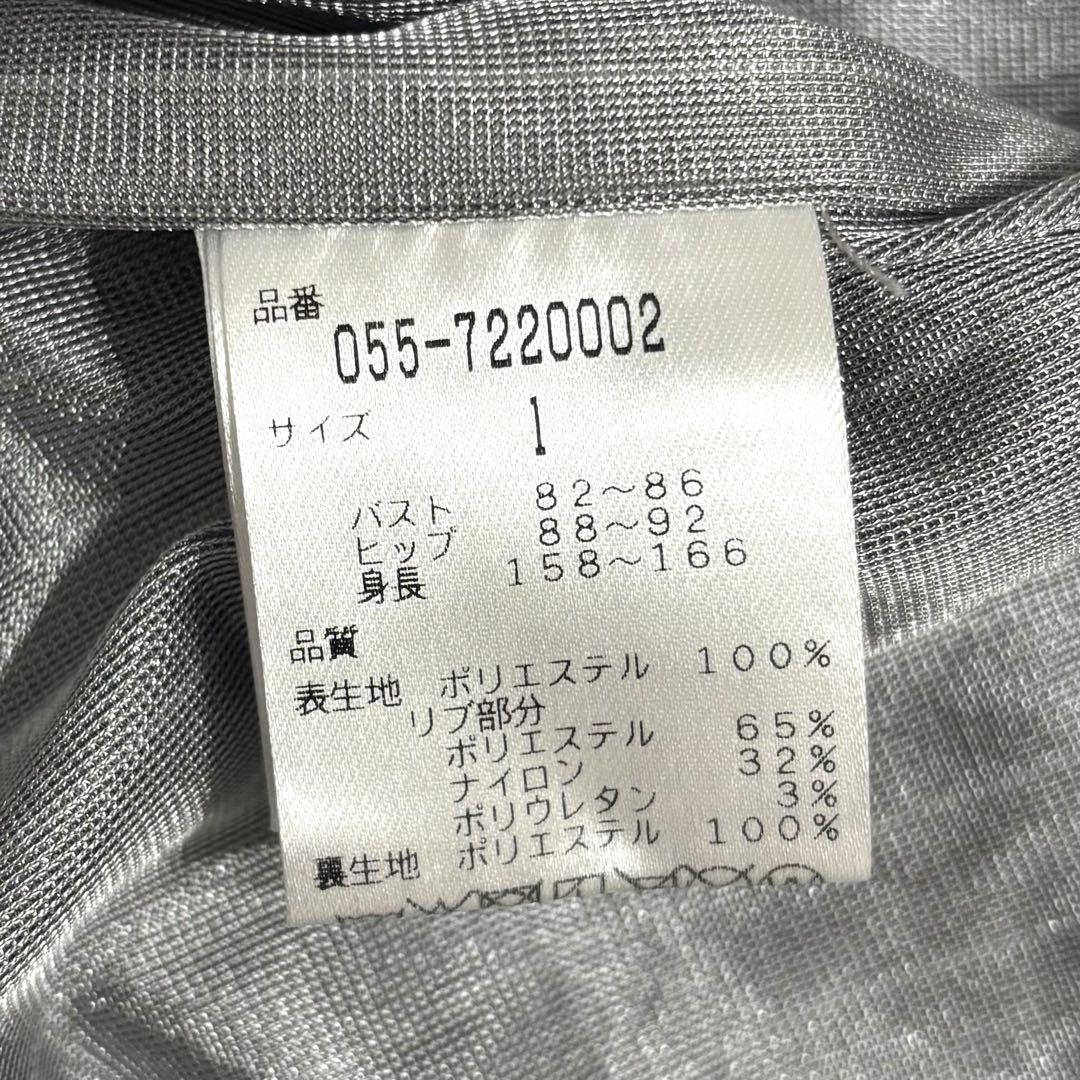 品番
055-7220002
サイズ 1
バスト 82～86
ヒップ 88～92
身長 158～166
品質
表生地 ポリエステル 100%
リブ部分
ポリエステル 65%
ナイロン 32%
ポリウレタン 3%
裏生地 ポリエステル 100%